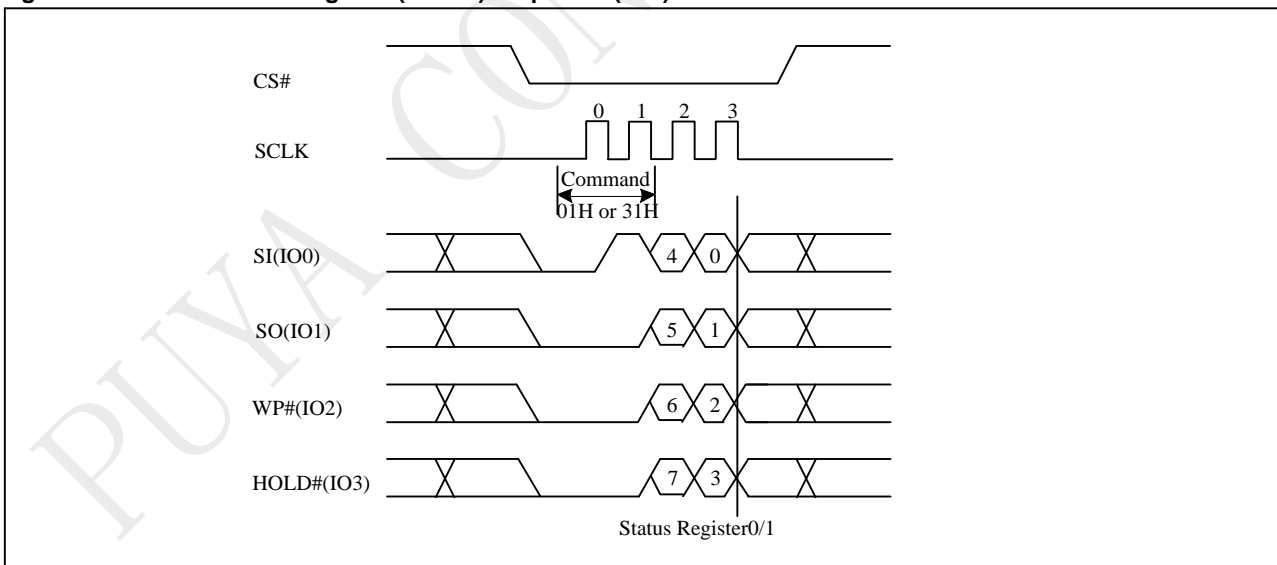 CS#
0 1 2 3
SCLK
Command
01H or 31H
SI(IO0)
4 0
SO(IO1)
5 1
WP#(IO2)
6 2
HOLD#(IO3)
7 3
Status Register0/1
PUYA CON